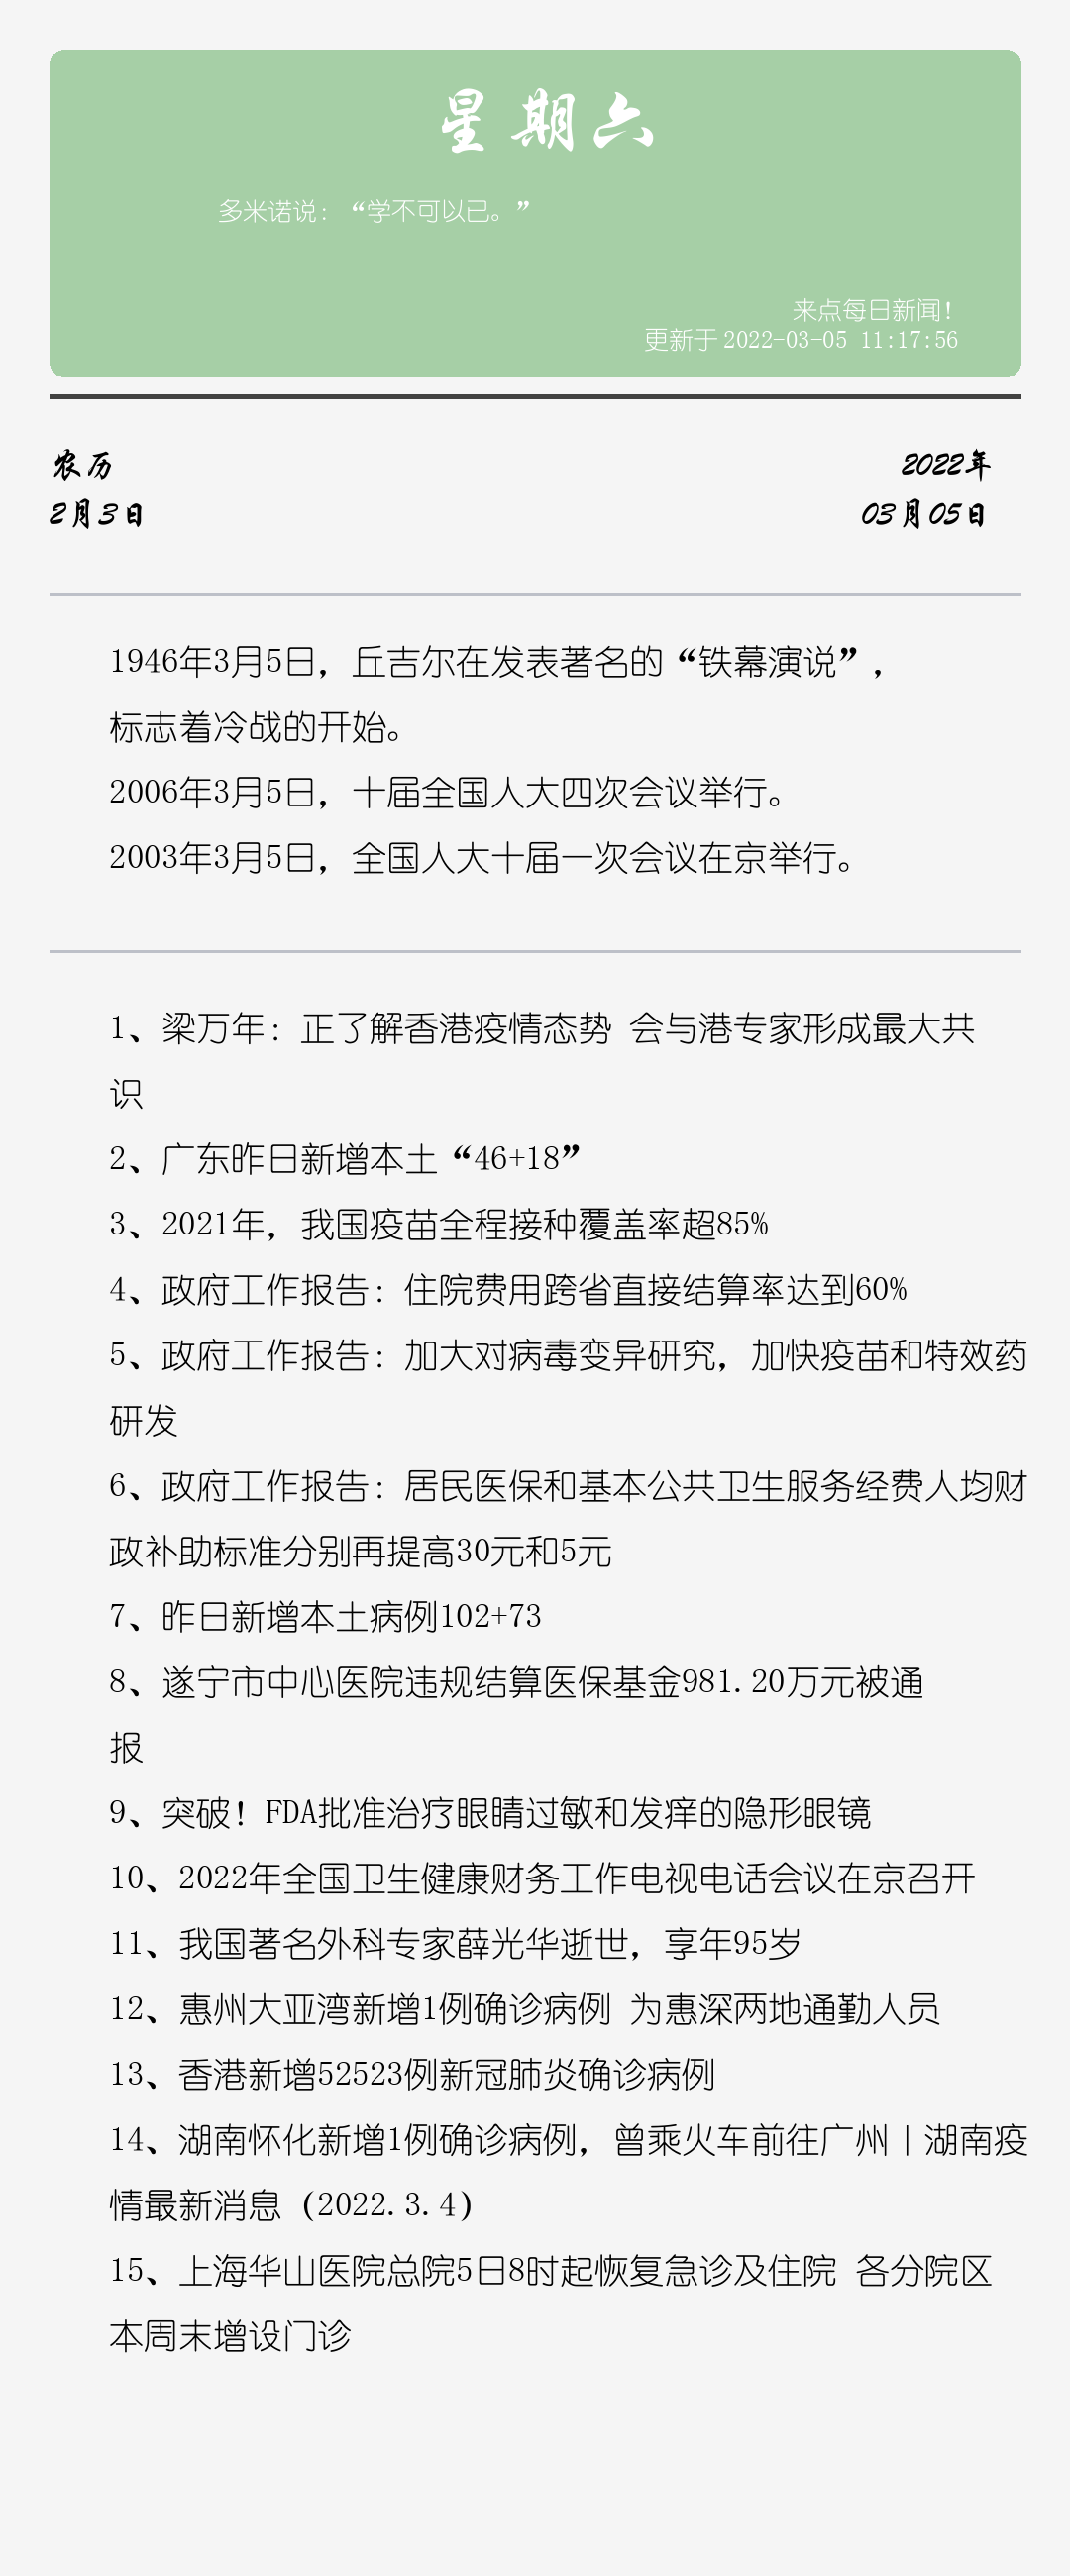 星期六
多米诺说：“学不可以已。”
来点每日新闻！
更新于 2022-03-05 11:17:56
农历
2022年
2月3日
03月05日
1946年3月5日，丘吉尔在发表著名的“铁幕演说”，
标志着冷战的开始。
2006年3月5日，十届全国人大四次会议举行。
2003年3月5日，全国人大十届一次会议在京举行。
1、梁万年：正了解香港疫情态势 会与港专家形成最大共
识
2、广东昨日新增本土“46+18”
3、2021年，我国疫苗全程接种覆盖率超85%
4、政府工作报告：住院费用跨省直接结算率达到60%
5、政府工作报告：加大对病毒变异研究，加快疫苗和特效药
研发
6、政府工作报告：居民医保和基本公共卫生服务经费人均财
政补助标准分别再提高30元和5元
7、昨日新增本土病例102+73
8、遂宁市中心医院违规结算医保基金981.20万元被通
报
9、突破！FDA批准治疗眼睛过敏和发痒的隐形眼镜
10、2022年全国卫生健康财务工作电视电话会议在京召开
11、我国著名外科专家薛光华逝世，享年95岁
12、惠州大亚湾新增1例确诊病例 为惠深两地通勤人员
13、香港新增52523例新冠肺炎确诊病例
14、湖南怀化新增1例确诊病例，曾乘火车前往广州丨湖南疫
情最新消息（2022.3.4）
15、上海华山医院总院5日8时起恢复急诊及住院 各分院区
本周末增设门诊